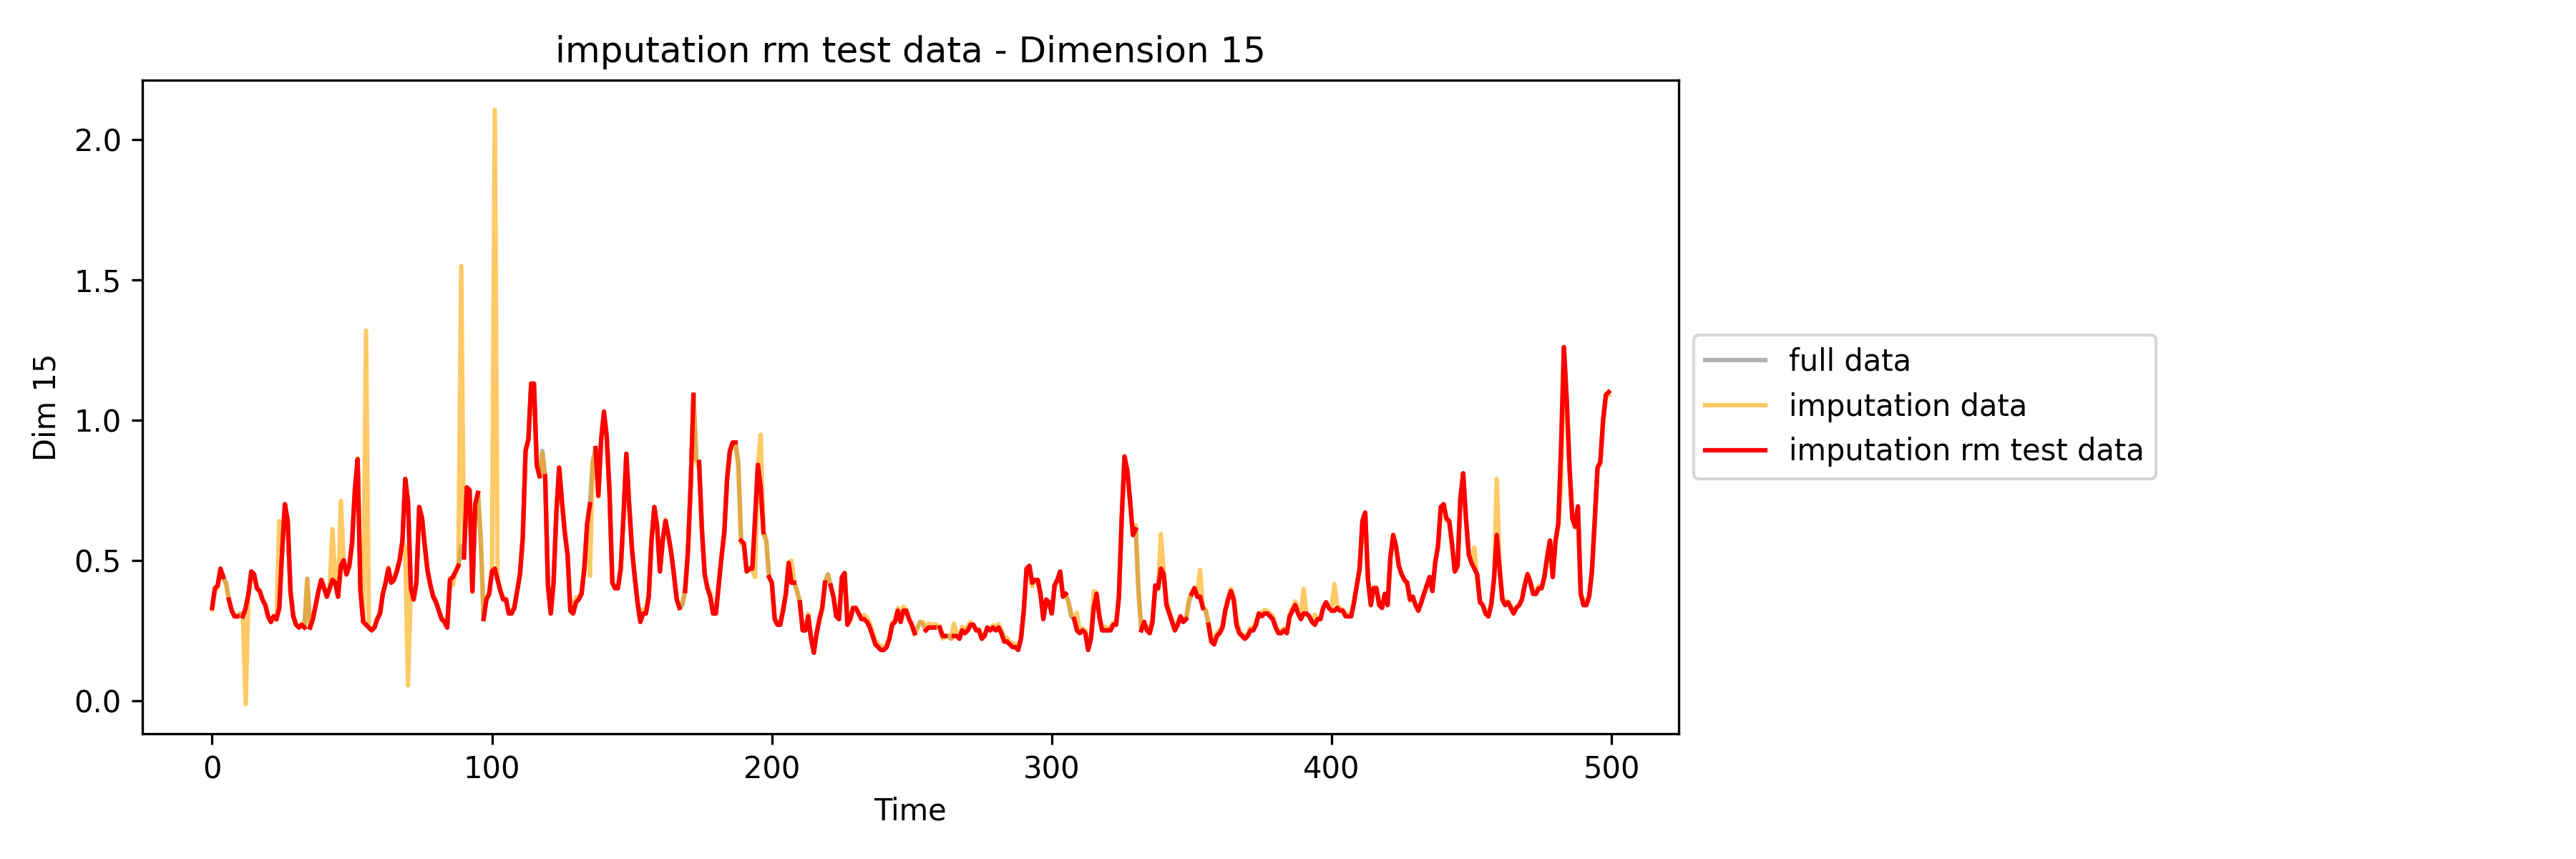 imputation rm test data - Dimension 15
2.0
1.5
1.0
0.5
0.0
Dim 15
0 100 200 300 400 500
Time
full data
imputation data
imputation rm test data